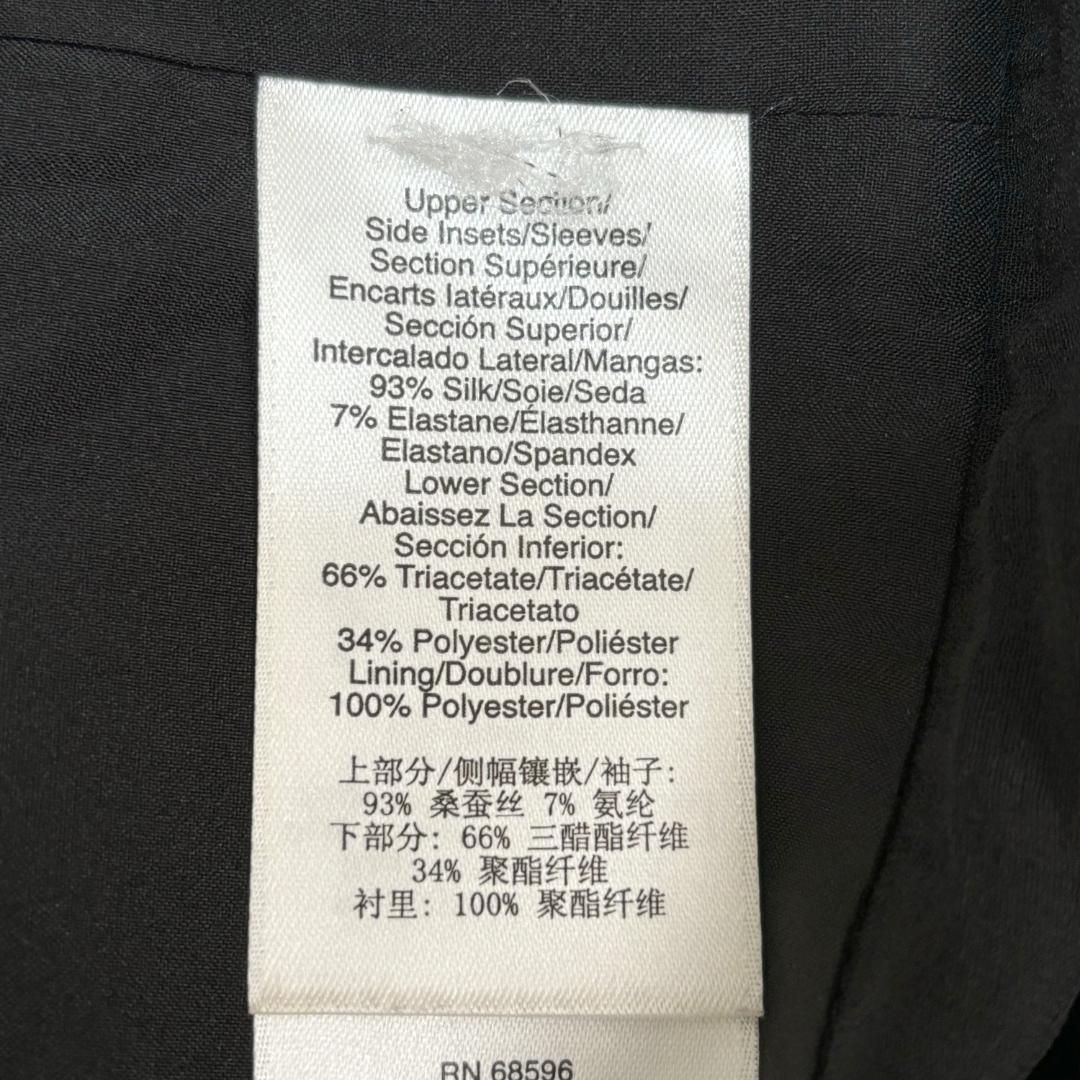 Upper Section/
Side Insets/Sleeves/
Section Supérieure/
Encarts latéraux/Douilles/
Sección Superior/
Intercalado Lateral/Mangas:
93% Silk/Soie/Seda
7% Elastane/Élasthanne/
Elastano/Spandex
Lower Section/
Abaissez La Section/
Sección Inferior:
66% Triacetate/Triacétate/
Triacetato
34% Polyester/Poliéster
Lining/Doublure/Forro:
100% Polyester/Poliéster
上部分/侧幅镶嵌/袖子:
93% 桑蚕丝 7% 氨纶
下部分: 66% 三醋酯纤维
34% 聚酯纤维
衬里: 100% 聚酯纤维
RN 68596